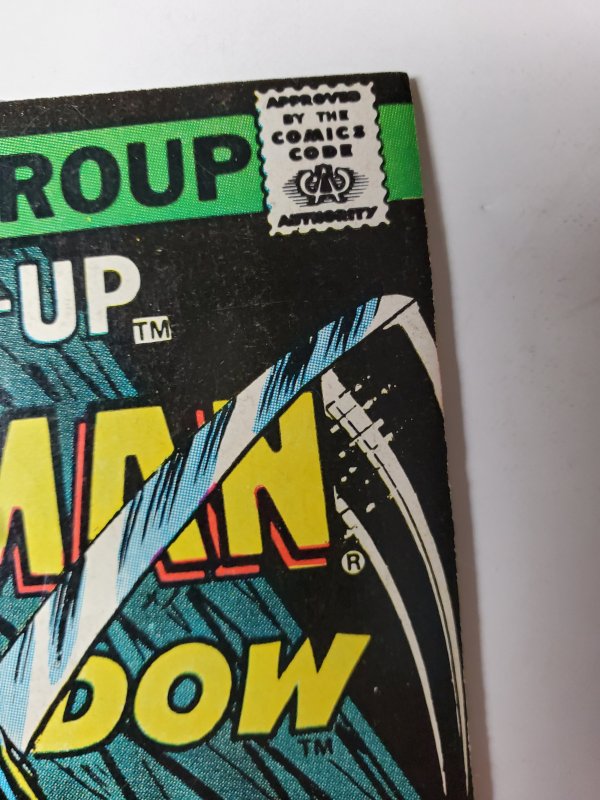 ROUP
APPROVED
BY THE
COMICS
CODE
A
AUTHORITY
-UP
TM
MAN
®
DOW
TM